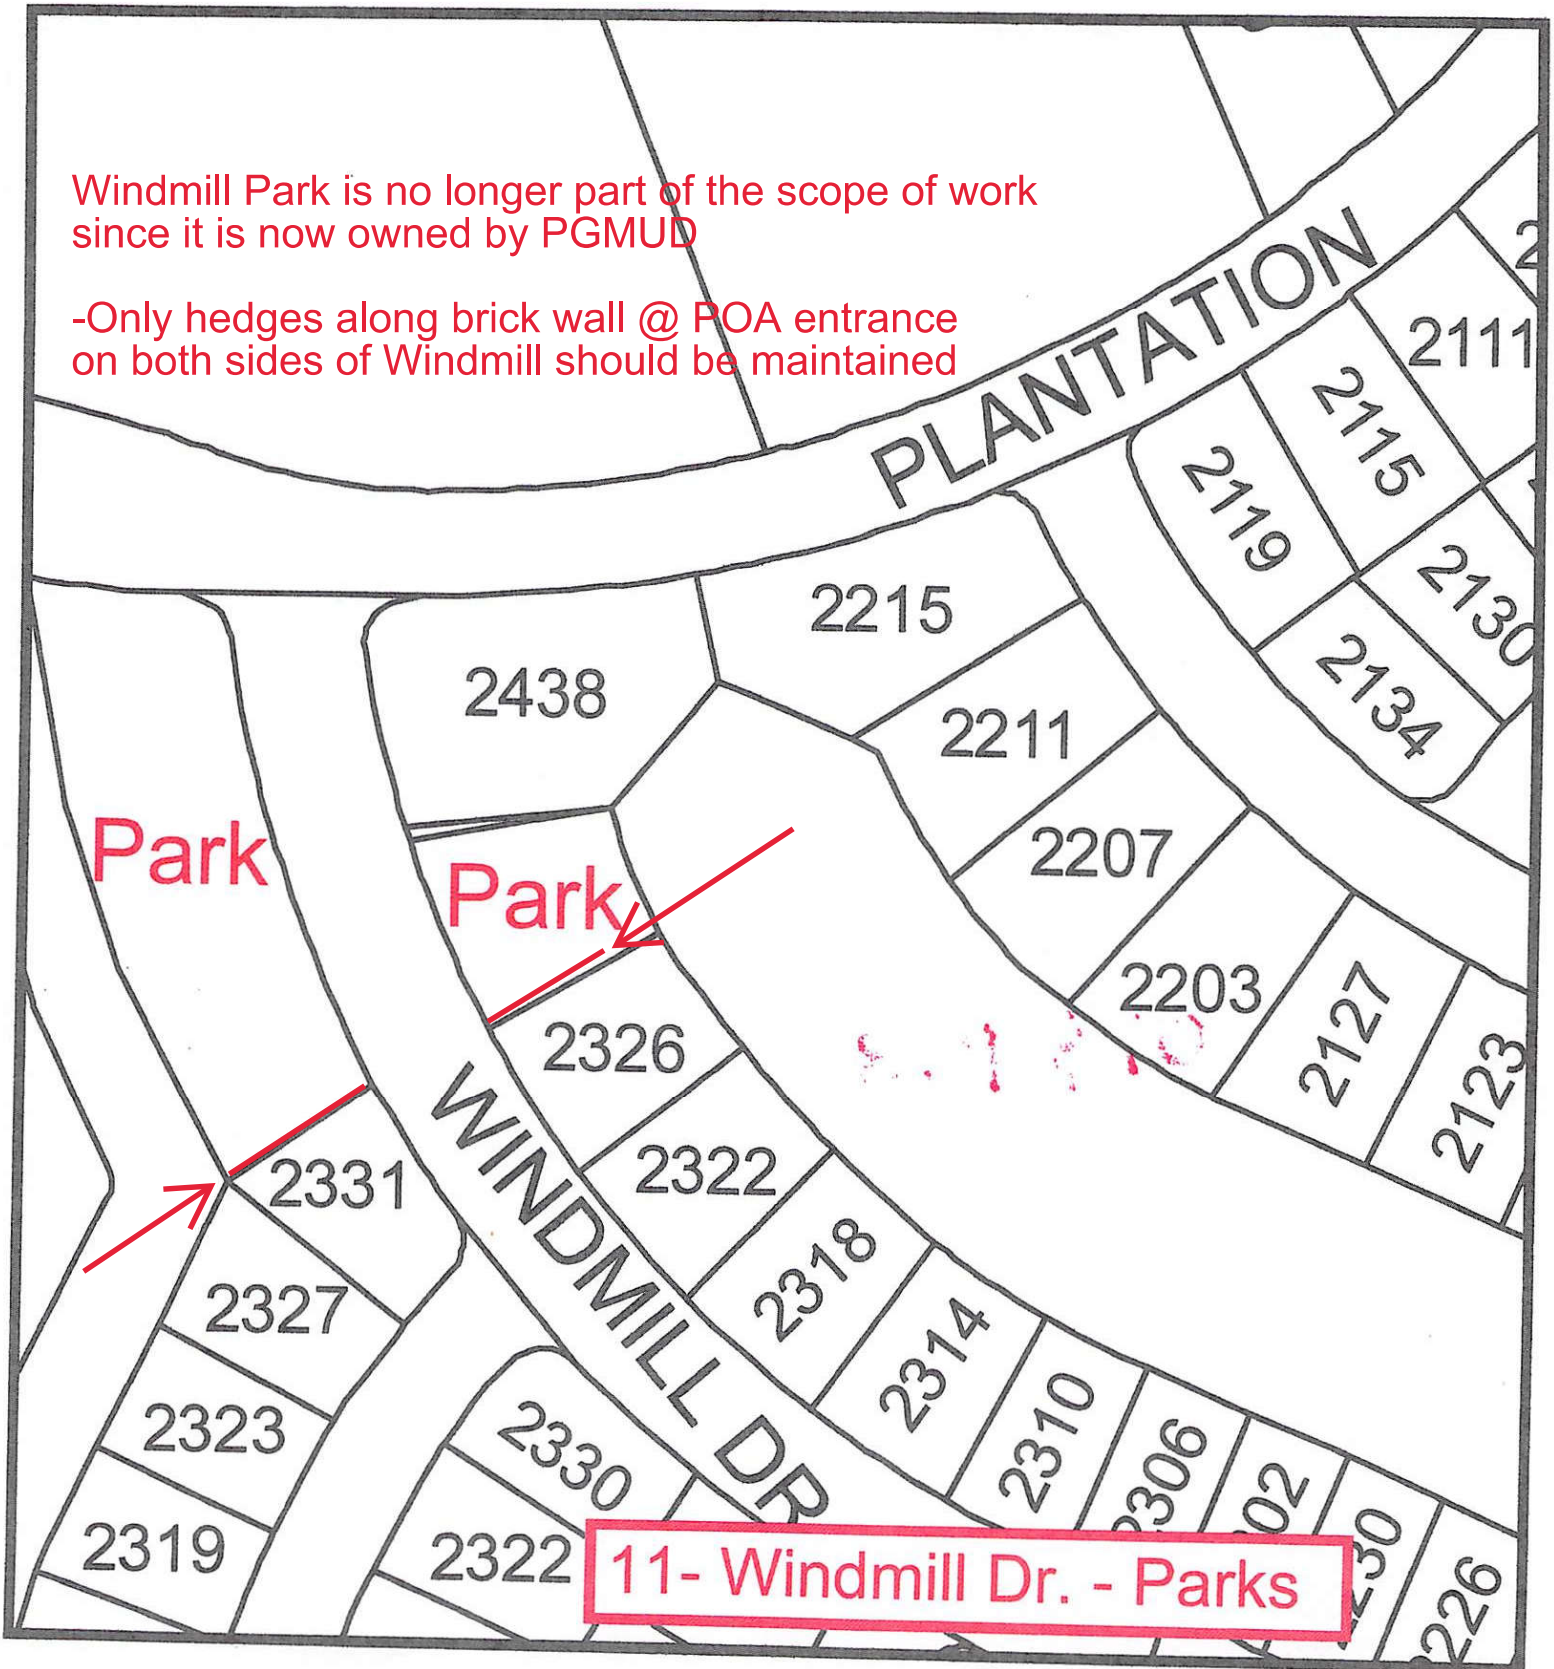 Windmill Park is no longer part of the scope of work
since it is now owned by PGMUD
-Only hedges along brick wall @ POA entrance
on both sides of Windmill should be maintained
PLANTATION
2111
2115
2119
2130
2134
2215
2438
2211
2207
Park
Park
2203
2127
2123
2326
2322
2331
WINDMILL DR
2318
2327
2314
2310
2323
2306
2330
2319
2322
11- Windmill Dr. - Parks